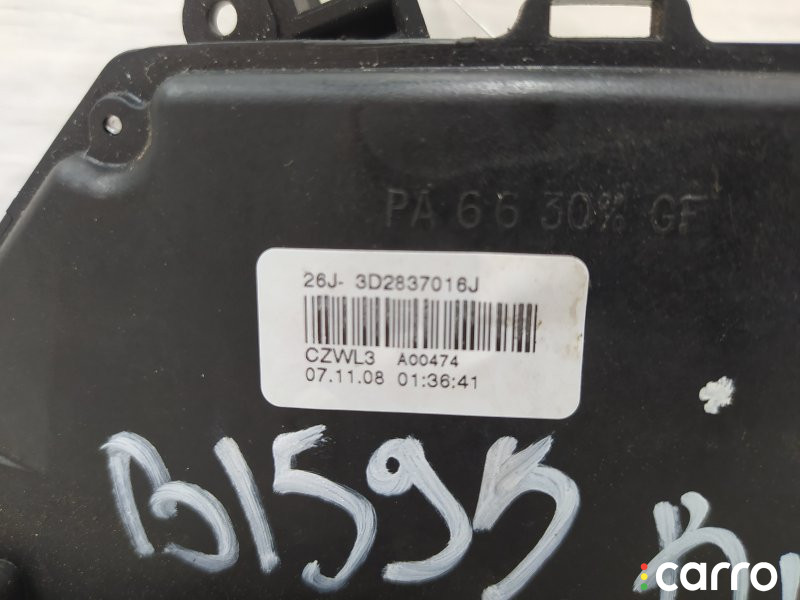 PA 66 30% GF
26J- 3D2837016J
CZWL3 A00474
07.11.08 01:36:41
B1595
carro